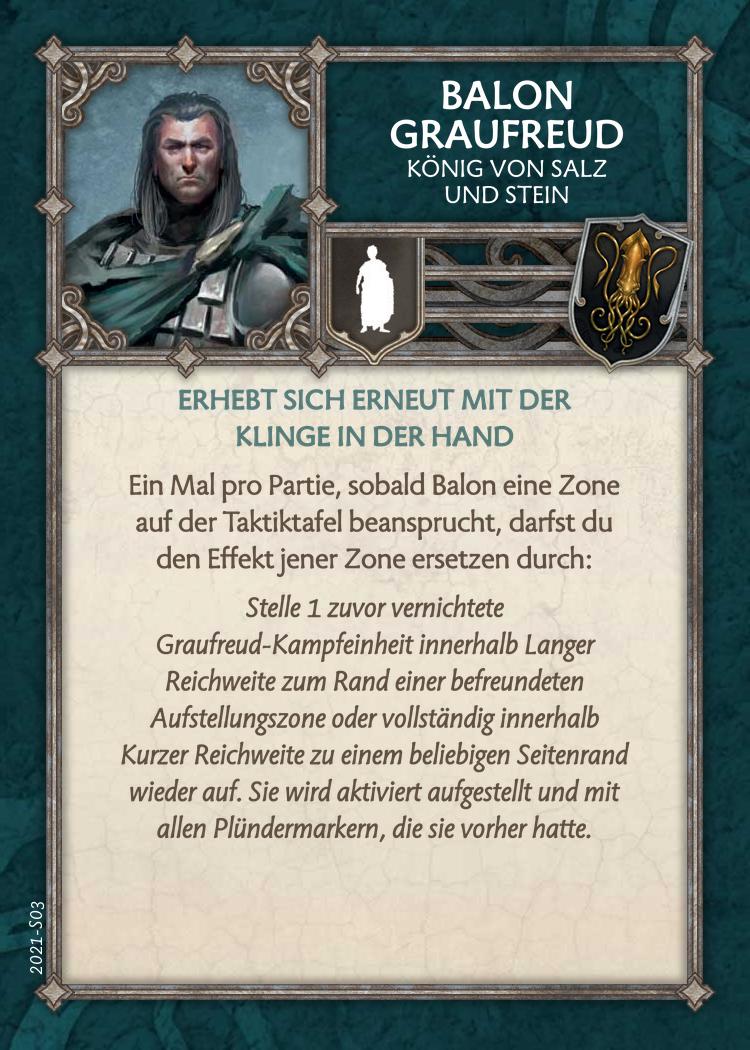 BALON
GRAUFREUD
KÖNIG VON SALZ
UND STEIN
ERHEBT SICH ERNEUT MIT DER
KLINGE IN DER HAND
Ein Mal pro Partie, sobald Balon eine Zone
auf der Taktiktafel beansprucht, darfst du
den Effekt jener Zone ersetzen durch:
Stelle 1 zuvor vernichtete
Graufreud-Kampfeinheit innerhalb Langer
Reichweite zum Rand einer befreundeten
Aufstellungszone oder vollständig innerhalb
Kurzer Reichweite zu einem beliebigen Seitenrand
wieder auf. Sie wird aktiviert aufgestellt und mit
allen Plündermarkern, die sie vorher hatte.
2021-S03